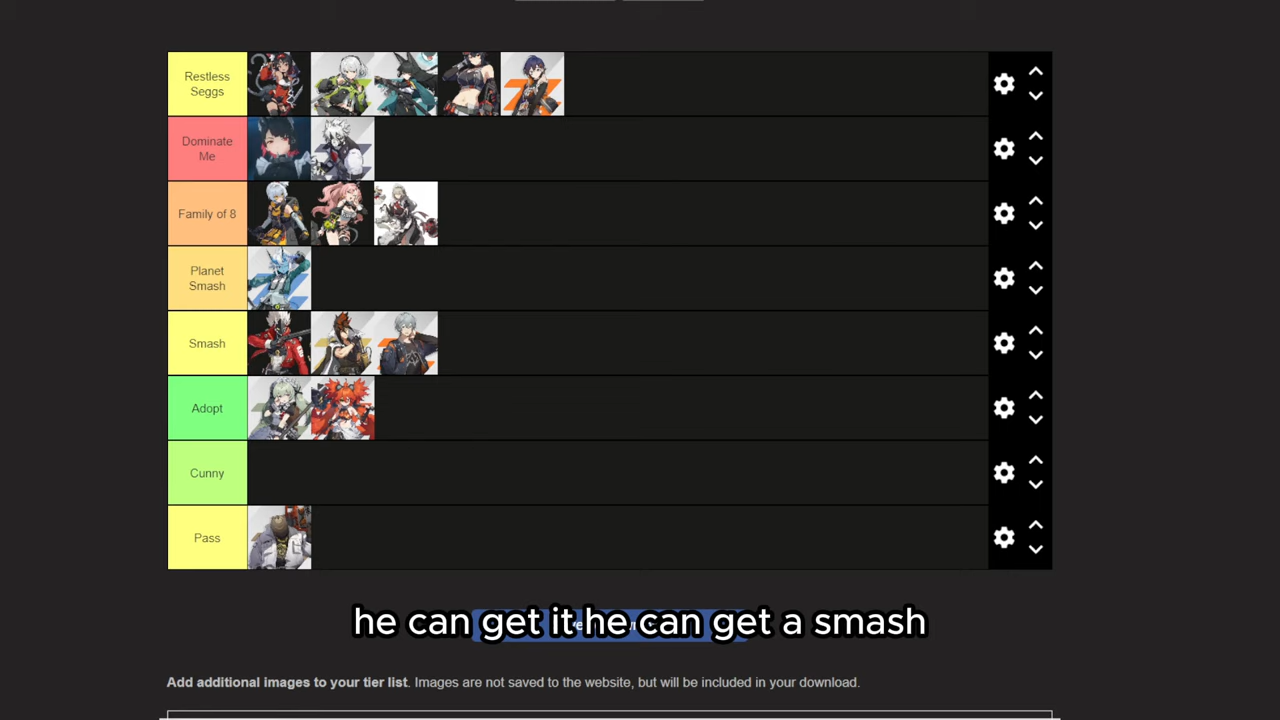 Restless
Seggs
Dominate
Me
Family of 8
Planet
Smash
Smash
Adopt
Cunny
Pass
he can get it he can get a smash
Add additional images to your tier list. Images are not saved to the website, but will be included in your download.